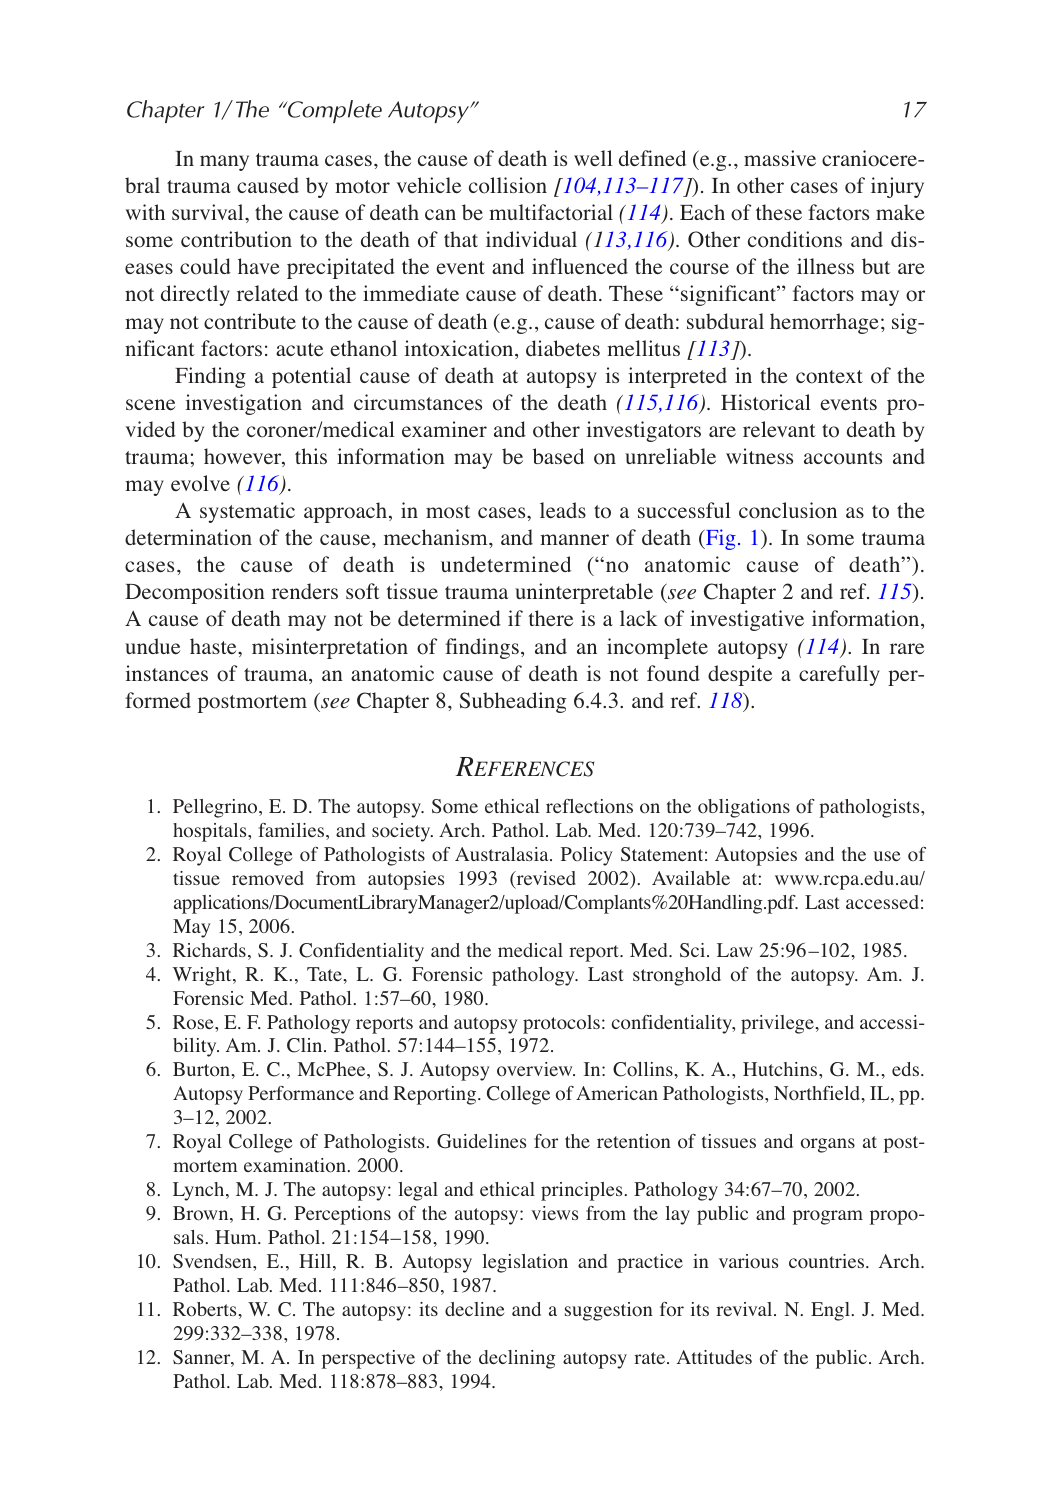 Chapter 1/The “Complete Autopsy” 17
In many trauma cases, the cause of death is well defined (e.g., massive craniocere-
bral trauma caused by motor vehicle collision [104,113–117]). In other cases of injury
with survival, the cause of death can be multifactorial (114). Each of these factors make
some contribution to the death of that individual (113,116). Other conditions and dis-
eases could have precipitated the event and influenced the course of the illness but are
not directly related to the immediate cause of death. These “significant” factors may or
may not contribute to the cause of death (e.g., cause of death: subdural hemorrhage; sig-
nificant factors: acute ethanol intoxication, diabetes mellitus [113]).
Finding a potential cause of death at autopsy is interpreted in the context of the
scene investigation and circumstances of the death (115,116). Historical events pro-
vided by the coroner/medical examiner and other investigators are relevant to death by
trauma; however, this information may be based on unreliable witness accounts and
may evolve (116).
A systematic approach, in most cases, leads to a successful conclusion as to the
determination of the cause, mechanism, and manner of death (Fig. 1). In some trauma
cases, the cause of death is undetermined (“no anatomic cause of death”).
Decomposition renders soft tissue trauma uninterpretable (see Chapter 2 and ref. 115).
A cause of death may not be determined if there is a lack of investigative information,
undue haste, misinterpretation of findings, and an incomplete autopsy (114). In rare
instances of trauma, an anatomic cause of death is not found despite a carefully per-
formed postmortem (see Chapter 8, Subheading 6.4.3. and ref. 118).
REFERENCES
1. Pellegrino, E. D. The autopsy. Some ethical reflections on the obligations of pathologists,
hospitals, families, and society. Arch. Pathol. Lab. Med. 120:739–742, 1996.
2. Royal College of Pathologists of Australasia. Policy Statement: Autopsies and the use of
tissue removed from autopsies 1993 (revised 2002). Available at: www.rcpa.edu.au/
applications/DocumentLibraryManager2/upload/Complants%20Handling.pdf. Last accessed:
May 15, 2006.
3. Richards, S. J. Confidentiality and the medical report. Med. Sci. Law 25:96–102, 1985.
4. Wright, R. K., Tate, L. G. Forensic pathology. Last stronghold of the autopsy. Am. J.
Forensic Med. Pathol. 1:57–60, 1980.
5. Rose, E. F. Pathology reports and autopsy protocols: confidentiality, privilege, and accessi-
bility. Am. J. Clin. Pathol. 57:144–155, 1972.
6. Burton, E. C., McPhee, S. J. Autopsy overview. In: Collins, K. A., Hutchins, G. M., eds.
Autopsy Performance and Reporting. College of American Pathologists, Northfield, IL, pp.
3–12, 2002.
7. Royal College of Pathologists. Guidelines for the retention of tissues and organs at post-
mortem examination. 2000.
8. Lynch, M. J. The autopsy: legal and ethical principles. Pathology 34:67–70, 2002.
9. Brown, H. G. Perceptions of the autopsy: views from the lay public and program propo-
sals. Hum. Pathol. 21:154–158, 1990.
10. Svendsen, E., Hill, R. B. Autopsy legislation and practice in various countries. Arch.
Pathol. Lab. Med. 111:846–850, 1987.
11. Roberts, W. C. The autopsy: its decline and a suggestion for its revival. N. Engl. J. Med.
299:332–338, 1978.
12. Sanner, M. A. In perspective of the declining autopsy rate. Attitudes of the public. Arch.
Pathol. Lab. Med. 118:878–883, 1994.